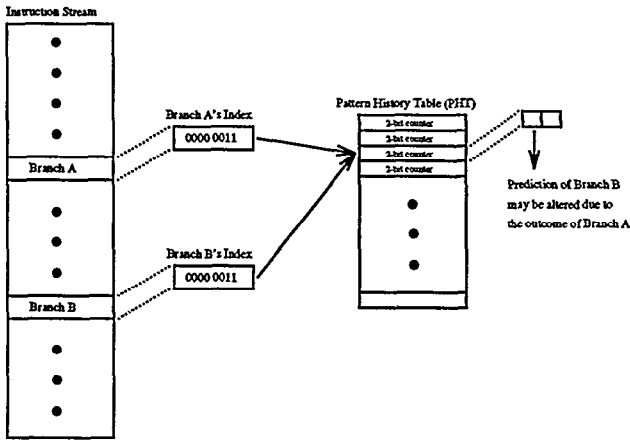 Instruction Stream
Branch A's Index
0000 0011
Branch A
Pattern History Table (PHT)
2-bit counter
2-bit counter
2-bit counter
2-bit counter
Prediction of Branch B
may be altered due to
the outcome of Branch A
Branch B's Index
0000 0011
Branch B